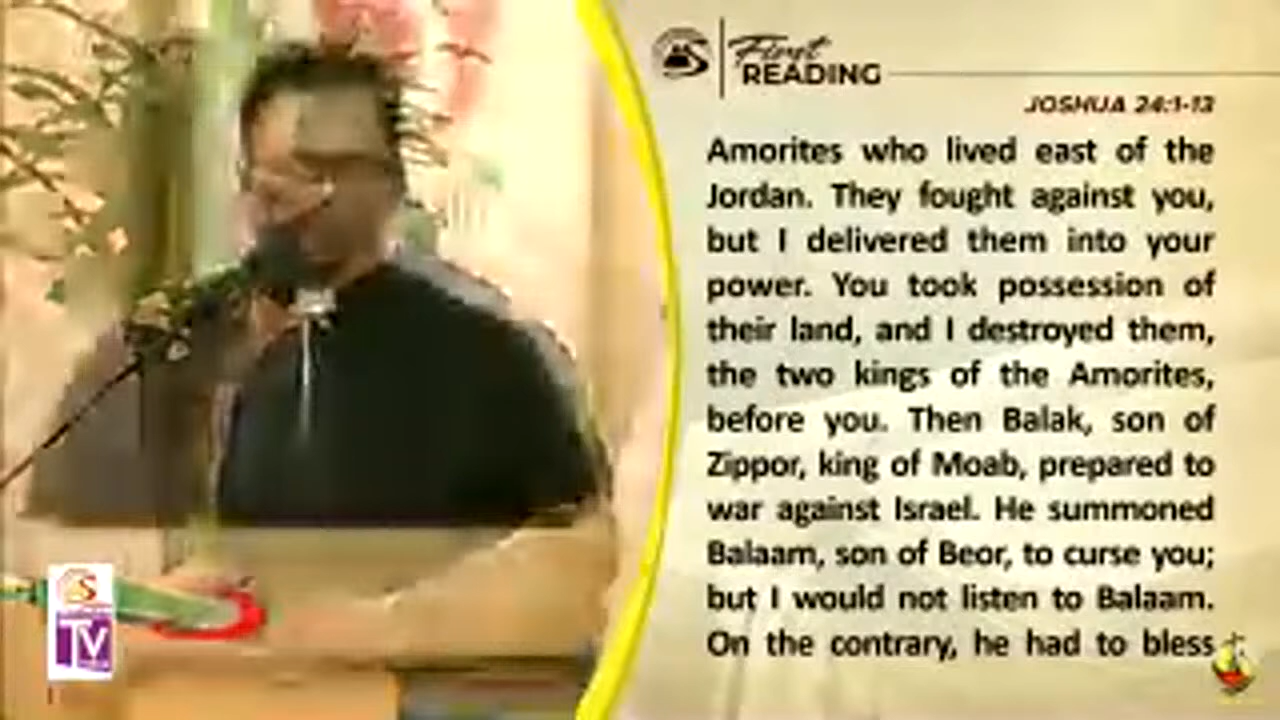 First
READING
JOSHUA 24:1-13
Amorites who lived east of the
Jordan. They fought against you,
but I delivered them into your
power. You took possession of
their land, and I destroyed them,
the two kings of the Amorites,
before you. Then Balak, son of
Zippor, king of Moab, prepared to
war against Israel. He summoned
Balaam, son of Beor, to curse you;
but I would not listen to Balaam.
On the contrary, he had to bless
TV